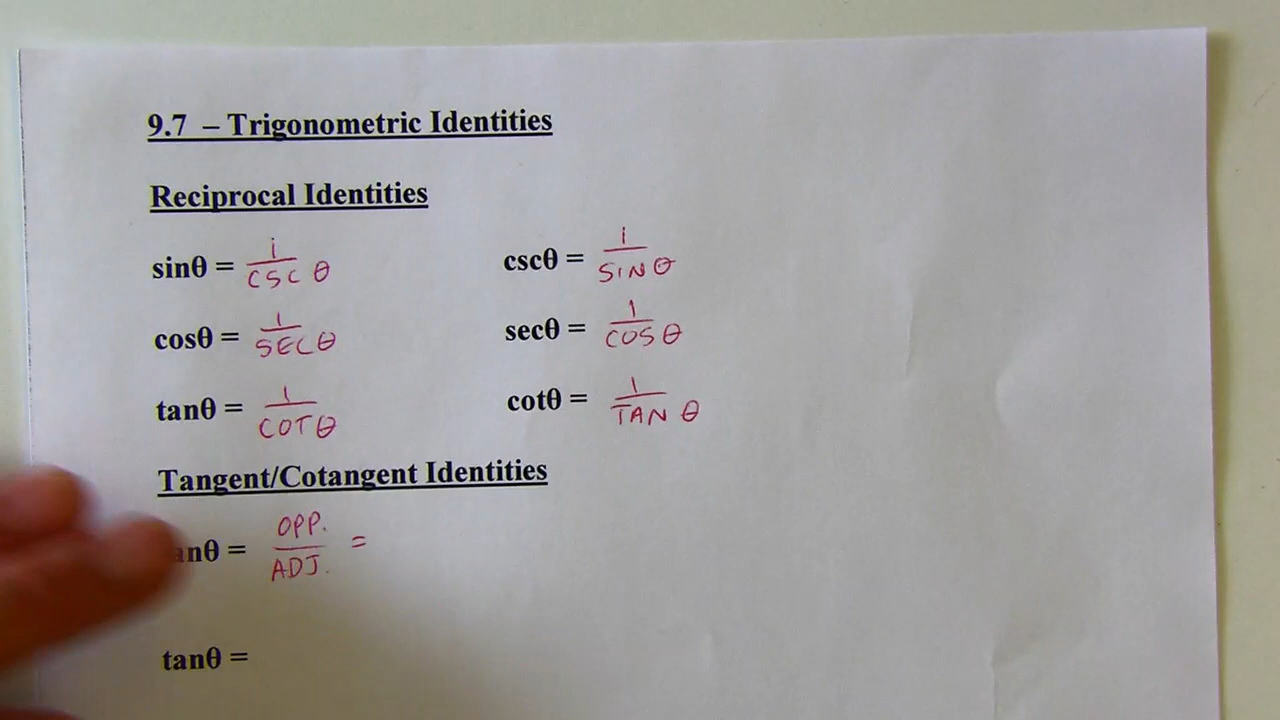 9.7 – Trigonometric Identities
Reciprocal Identities
sinθ = 1/CSC θ cscθ = 1/SIN θ
cosθ = 1/SEC θ secθ = 1/COS θ
tanθ = 1/COT θ cotθ = 1/TAN θ
Tangent/Cotangent Identities
anθ = OPP./ADJ. =
tanθ =